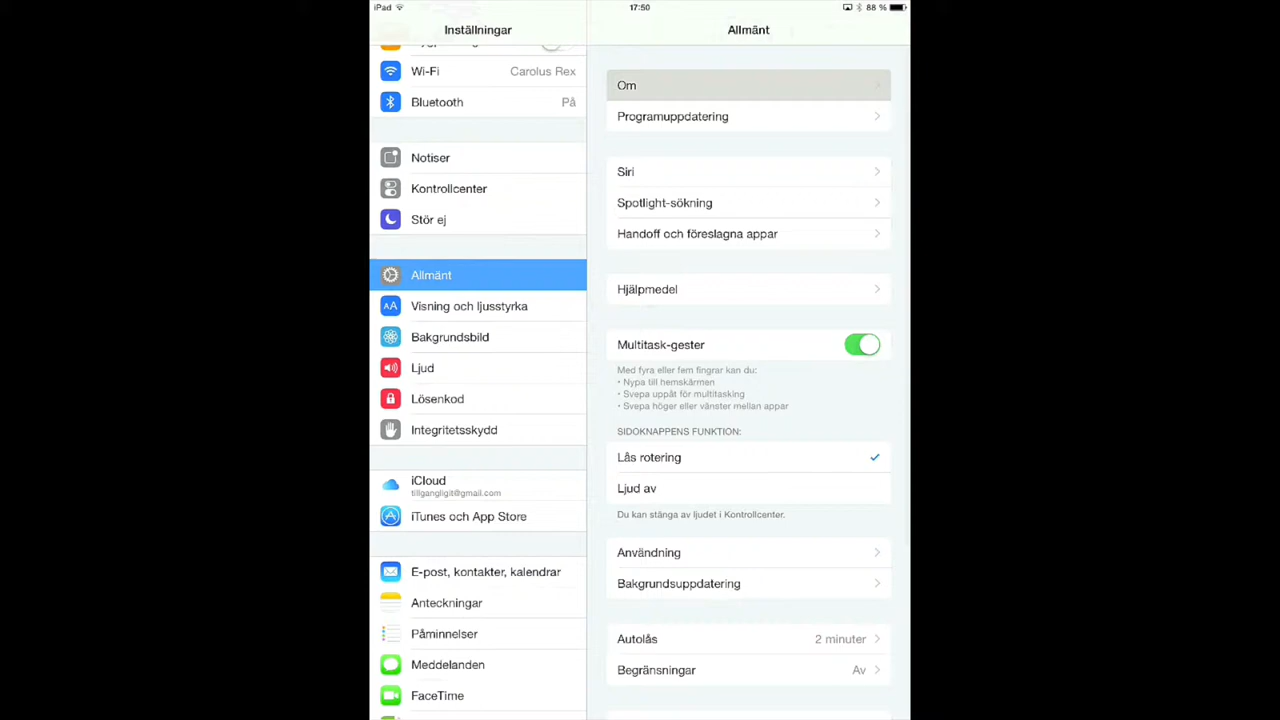 iPad
17:50
88 %
Inställningar
Wi-Fi
Carolus Rex
Bluetooth
På
Notiser
Kontrollcenter
Stör ej
Allmänt
Visning och ljusstyrka
Bakgrundsbild
Ljud
Lösenkod
Integritetsskydd
iCloud
tillgangligit@gmail.com
iTunes och App Store
E-post, kontakter, kalendrar
Anteckningar
Påminnelser
Meddelanden
FaceTime
Allmänt
Om
Programuppdatering
Siri
Spotlight-sökning
Handoff och föreslagna appar
Hjälpmedel
Multitask-gester
Med fyra eller fem fingrar kan du:
• Nypa till hemskärmen
• Svepa uppåt för multitasking
• Svepa höger eller vänster mellan appar
SIDOKNAPPENS FUNKTION:
Lås rotering
Ljud av
Du kan stänga av ljudet i Kontrollcenter.
Användning
Bakgrundsuppdatering
Autolås
2 minuter
Begränsningar
Av